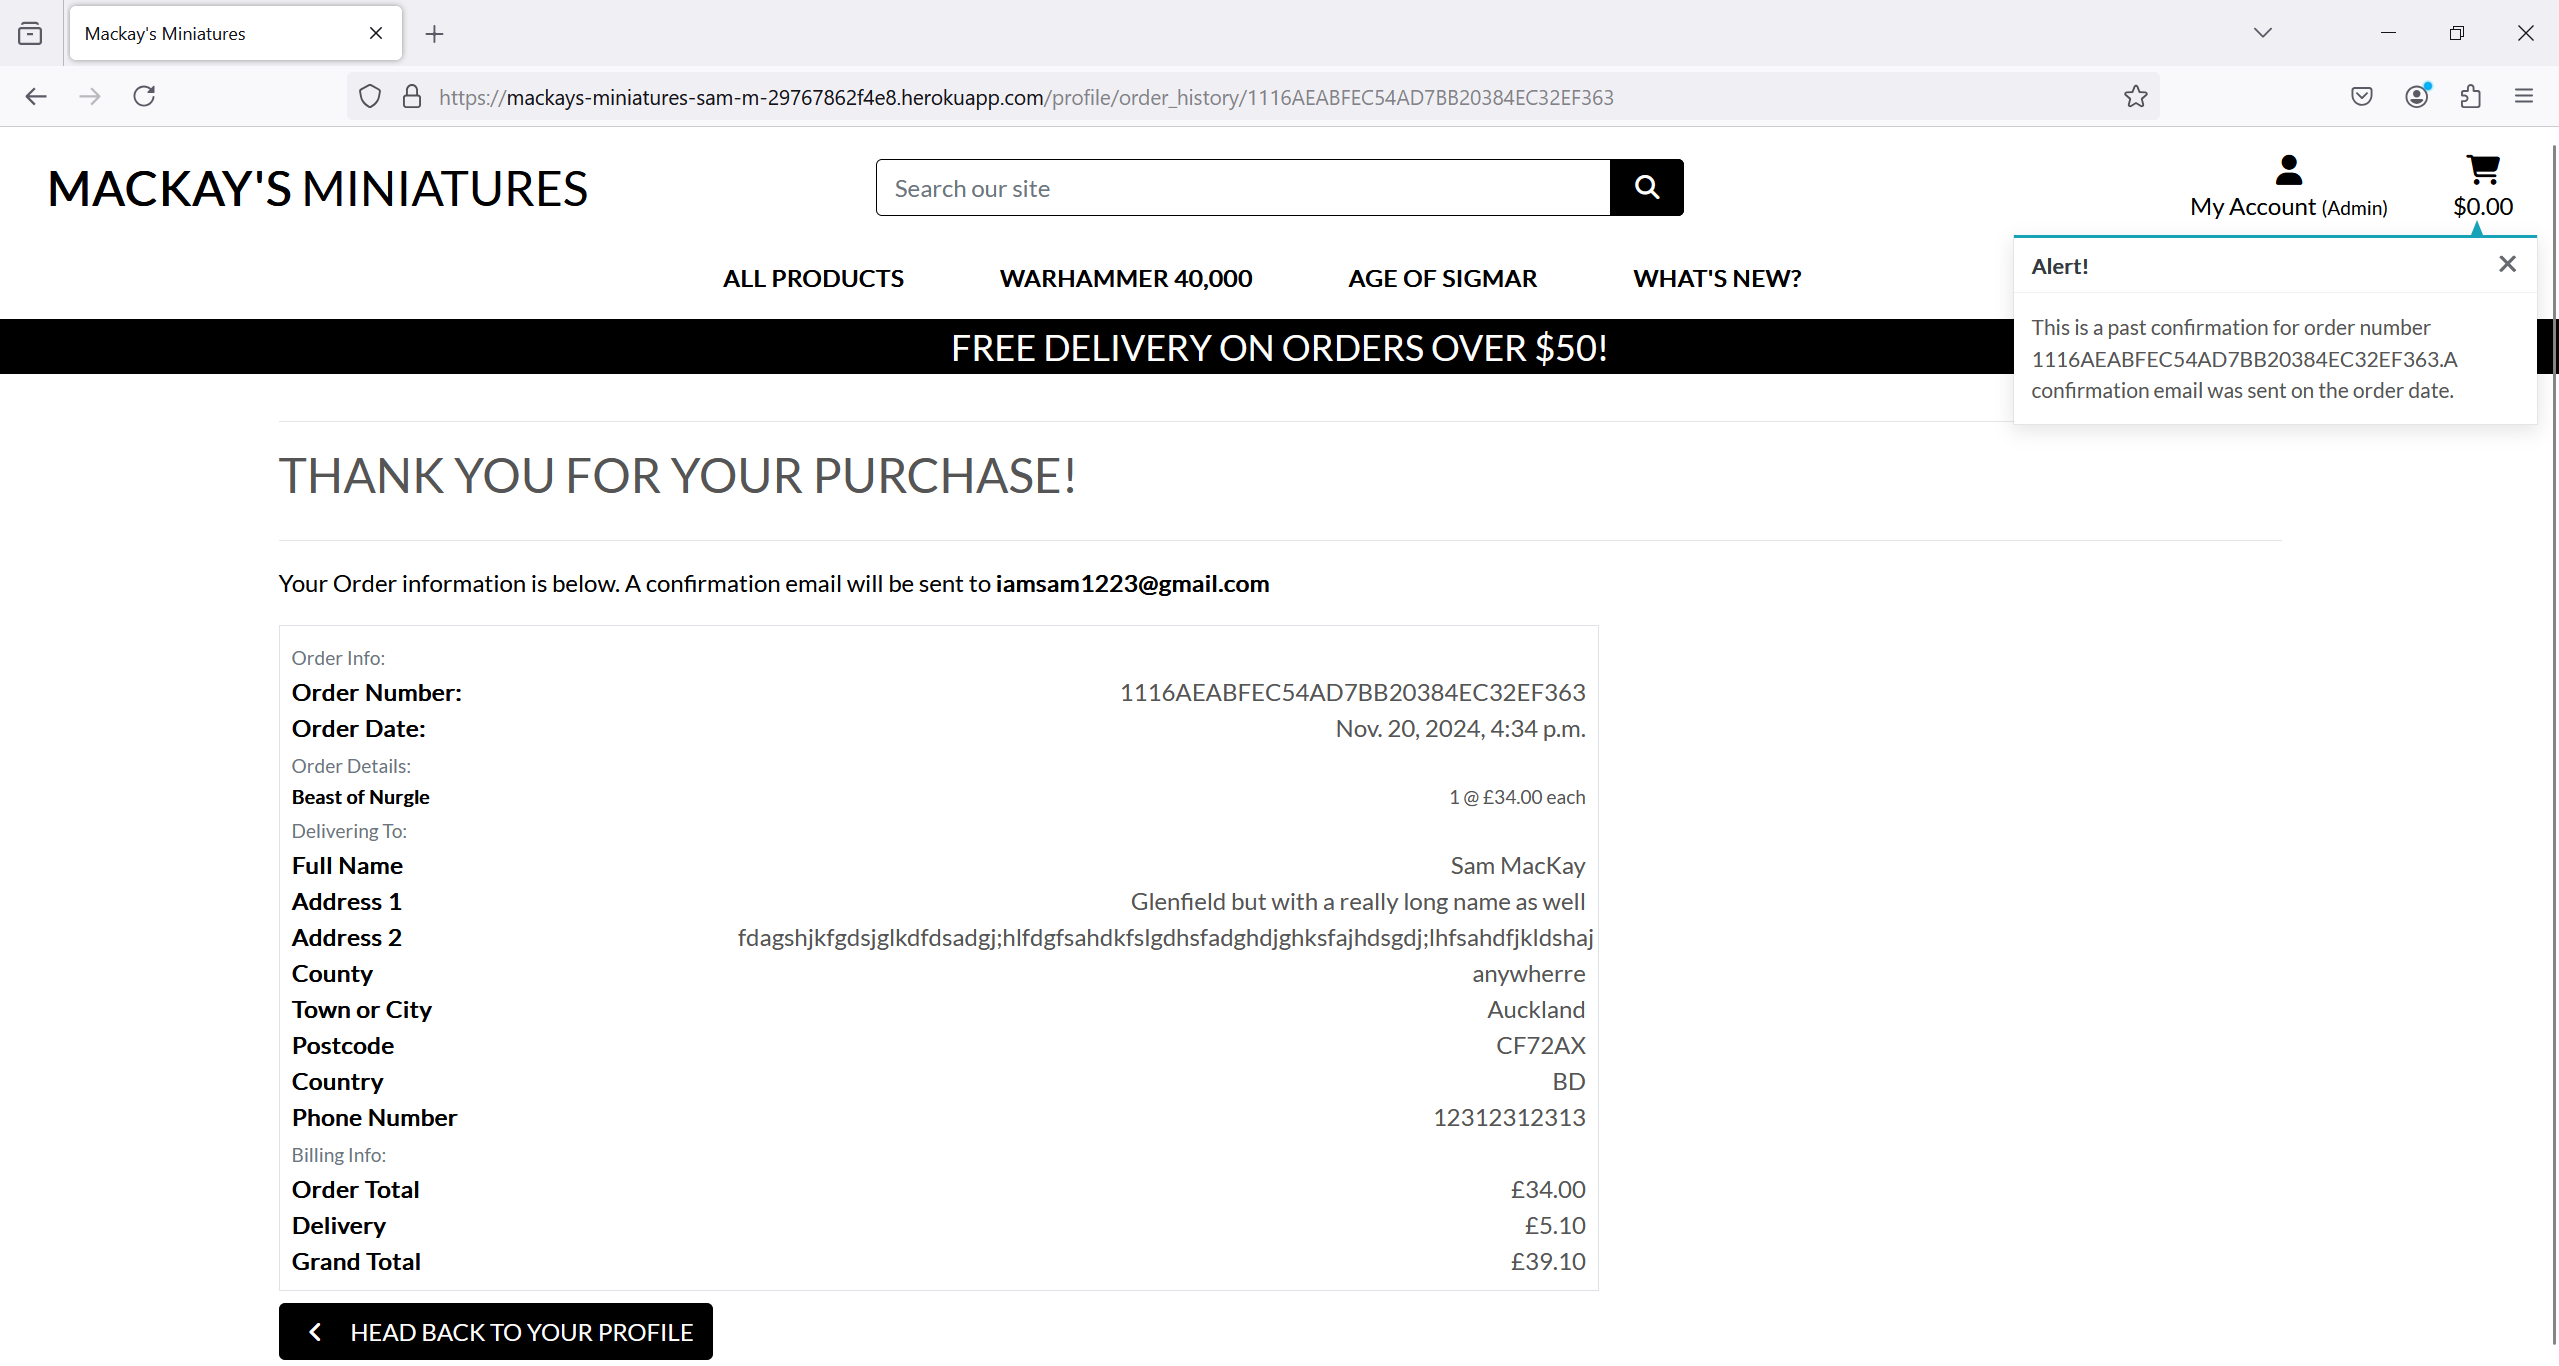 Mackay's Miniatures
https://mackays-miniatures-sam-m-29767862f4e8.herokuapp.com/profile/order_history/1116AEABFEC54AD7BB20384EC32EF363
MACKAY'S MINIATURES
Search our site
My Account (Admin)
$0.00
ALL PRODUCTS
WARHAMMER 40,000
AGE OF SIGMAR
WHAT'S NEW?
Alert!
This is a past confirmation for order number
1116AEABFEC54AD7BB20384EC32EF363.A
confirmation email was sent on the order date.
FREE DELIVERY ON ORDERS OVER $50!
THANK YOU FOR YOUR PURCHASE!
Your Order information is below. A confirmation email will be sent to iamsam1223@gmail.com
Order Info:
Order Number: 1116AEABFEC54AD7BB20384EC32EF363
Order Date: Nov. 20, 2024, 4:34 p.m.
Order Details:
Beast of Nurgle 1 @ £34.00 each
Delivering To:
Full Name Sam MacKay
Address 1 Glenfield but with a really long name as well
Address 2 fdagshjkfgdsjglkdfdsadgj;hlfdgfsahdkfslgdhsfadghdjghksfajhdsgdj;lhfsahdfjkldshaj
County anywherre
Town or City Auckland
Postcode CF72AX
Country BD
Phone Number 12312312313
Billing Info:
Order Total £34.00
Delivery £5.10
Grand Total £39.10
HEAD BACK TO YOUR PROFILE